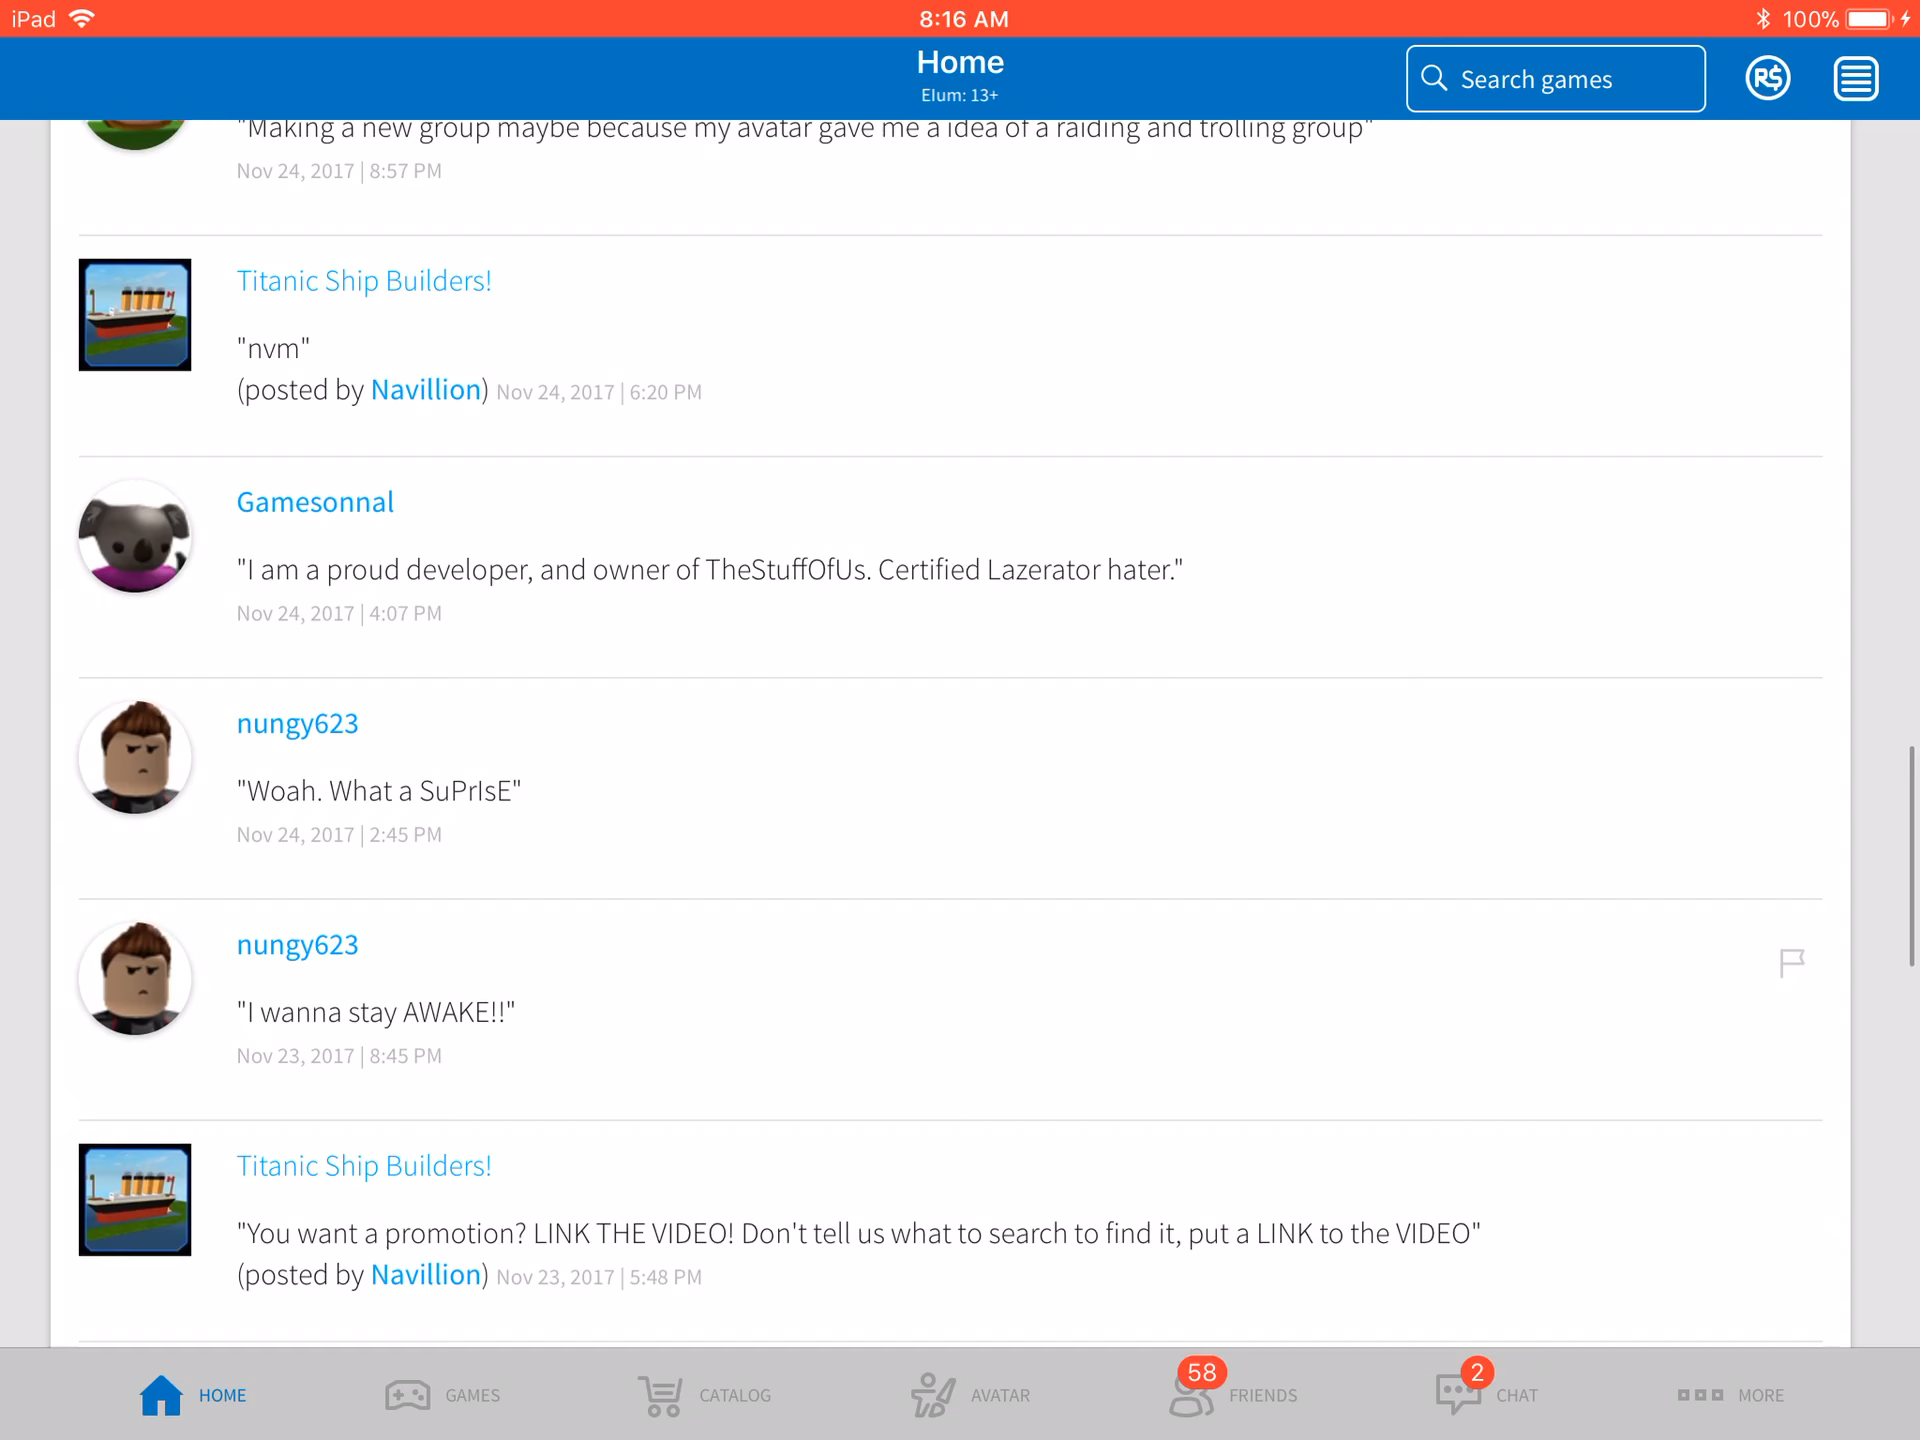 iPad 8:16 AM 100%
Home
Elum: 13+
Search games
R$
"Making a new group maybe because my avatar gave me a idea of a raiding and trolling group"
Nov 24, 2017 | 8:57 PM
Titanic Ship Builders!
"nvm"
(posted by Navillion) Nov 24, 2017 | 6:20 PM
Gamesonnal
"I am a proud developer, and owner of TheStuffOfUs. Certified Lazerator hater."
Nov 24, 2017 | 4:07 PM
nungy623
"Woah. What a SuPrIsE"
Nov 24, 2017 | 2:45 PM
nungy623
"I wanna stay AWAKE!!"
Nov 23, 2017 | 8:45 PM
Titanic Ship Builders!
"You want a promotion? LINK THE VIDEO! Don't tell us what to search to find it, put a LINK to the VIDEO"
(posted by Navillion) Nov 23, 2017 | 5:48 PM
HOME GAMES CATALOG AVATAR 58 FRIENDS 2 CHAT MORE